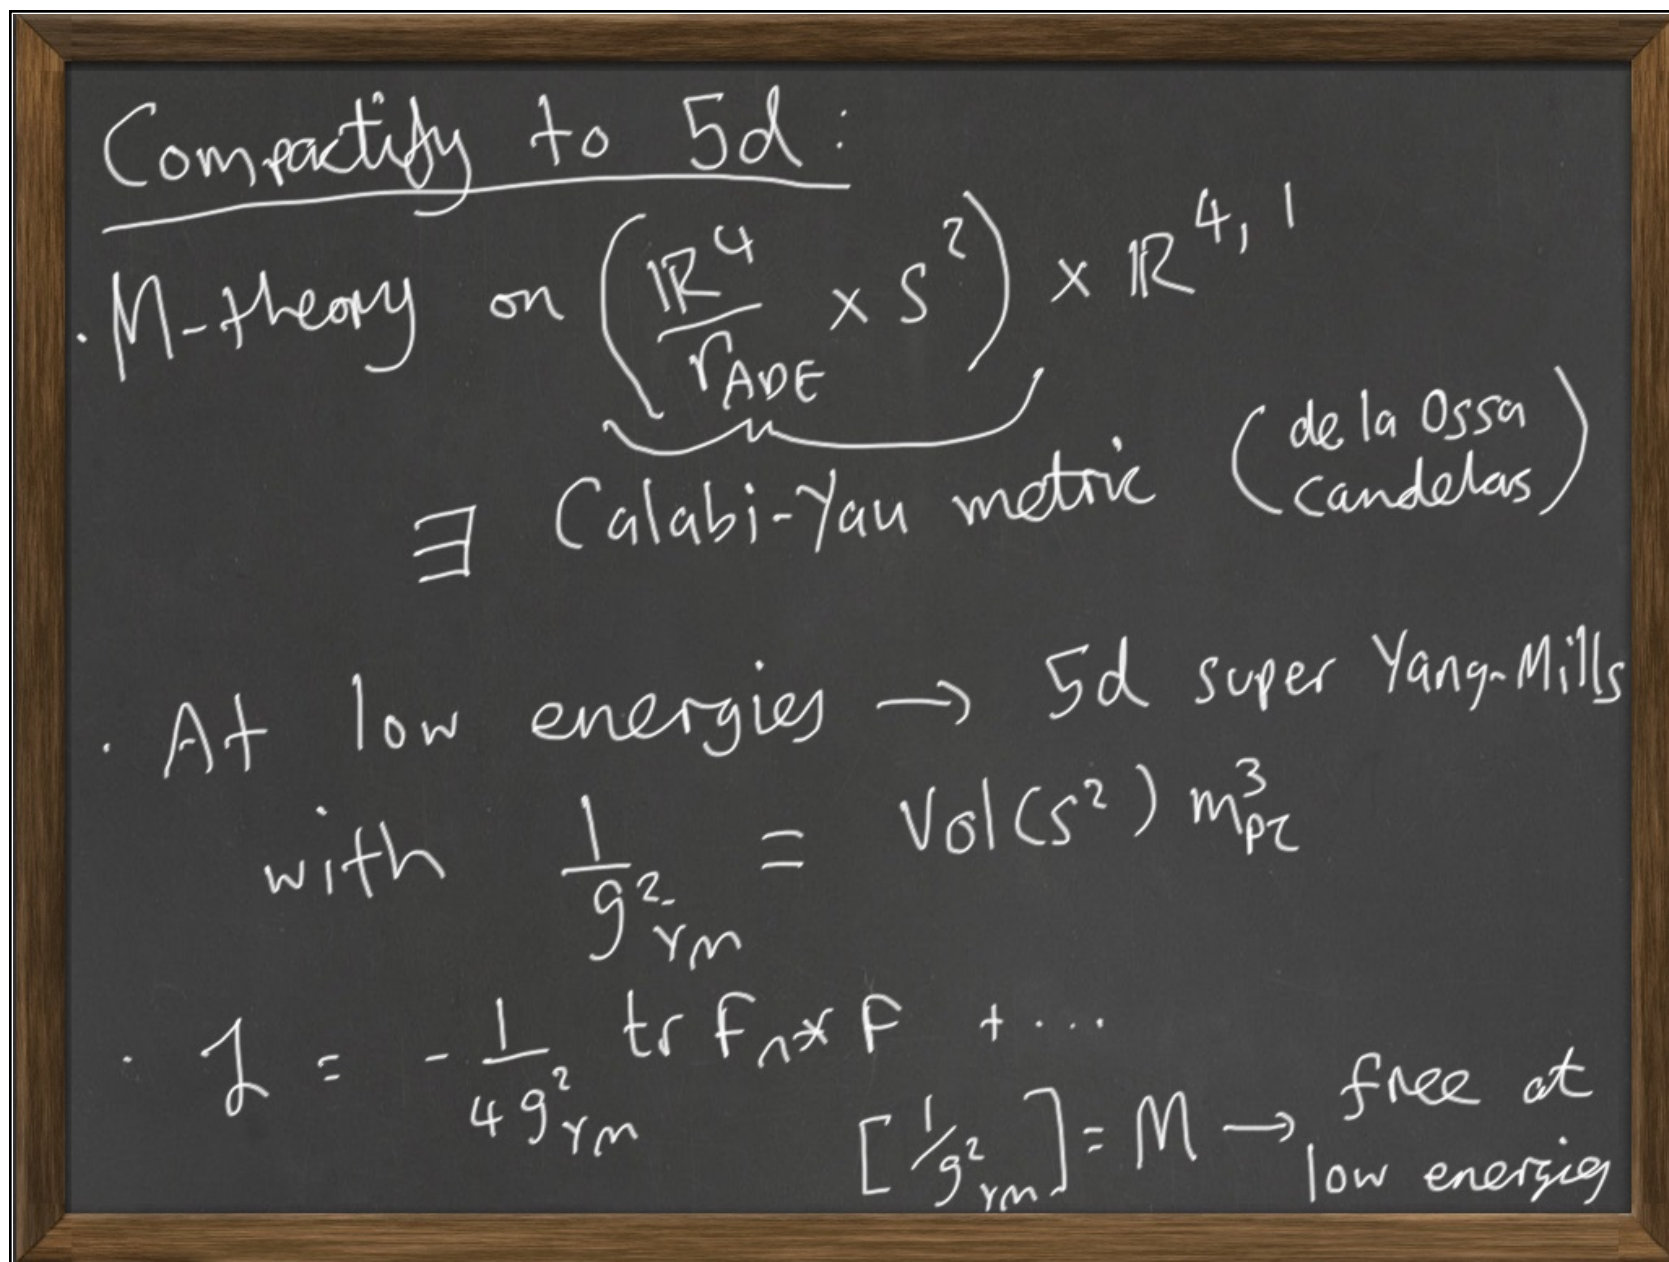 Compactify to 5d:
· M-theory on (ℝ⁴/Γ_ADE × S²) × ℝ^{4,1}
∃ Calabi-Yau metric (de la Ossa Candelas)
· At low energies → 5d super Yang-Mills
with 1/g²_YM = Vol(S²) m³_pl
· ℒ = -1/4g²_YM tr F∧*F + ...
[1/g²_YM] = M → free at low energies